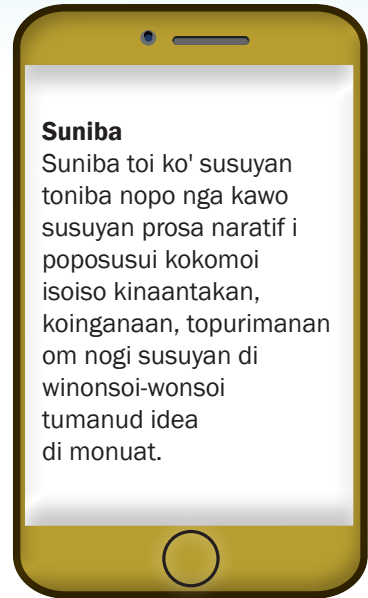 Suniba
Suniba toi ko' susuyan
toniba nopo nga kawo
susuyan prosa naratif i
poposusui kokomoi
isoiso kinaantakan,
koinganaan, topurimanan
om nogi susuyan di
winonsoi-wonsoi
tumanud idea
di monuat.